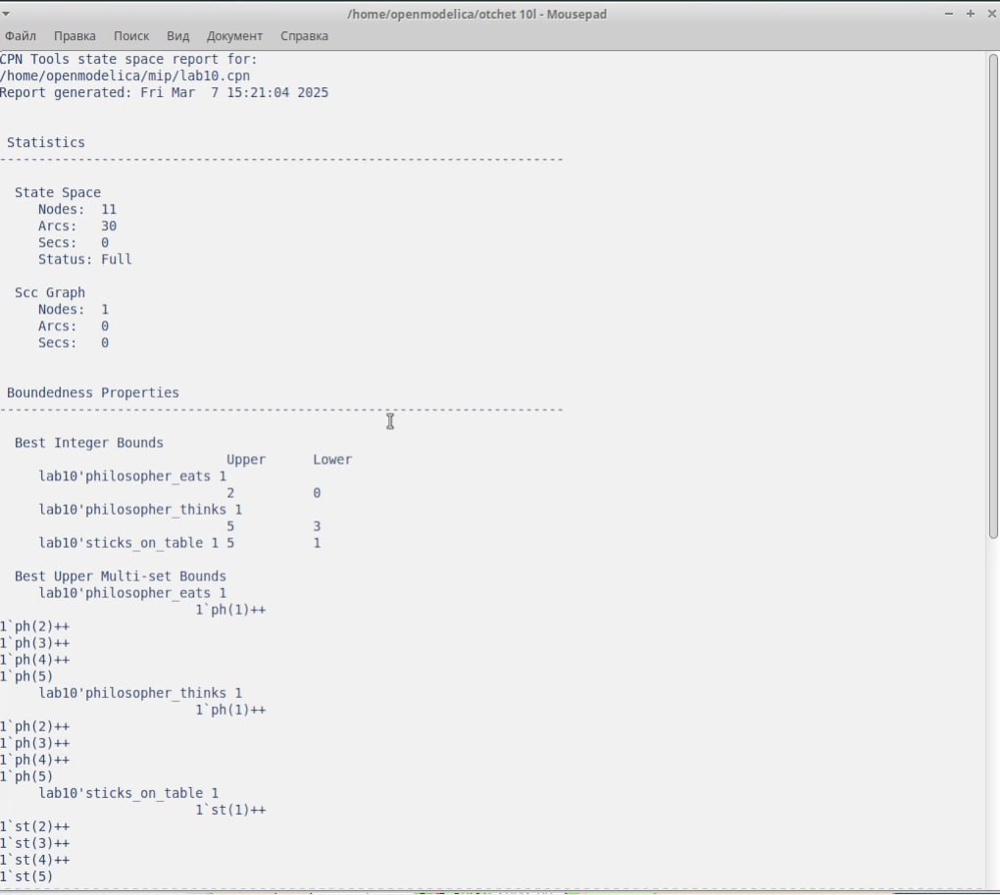 /home/openmodelica/otchet 10l - Mousepad
Файл Правка Поиск Вид Документ Справка
CPN Tools state space report for:
/home/openmodelica/mip/lab10.cpn
Report generated: Fri Mar  7 15:21:04 2025
Statistics
------------------------------------------------------------------------
State Space
Nodes:  11
Arcs:   30
Secs:   0
Status: Full
Scc Graph
Nodes:  1
Arcs:   0
Secs:   0
Boundedness Properties
------------------------------------------------------------------------
Best Integer Bounds
Upper      Lower
lab10'philosopher_eats 1
2          0
lab10'philosopher_thinks 1
5          3
lab10'sticks_on_table 1 5          1
Best Upper Multi-set Bounds
lab10'philosopher_eats 1
1`ph(1)++
1`ph(2)++
1`ph(3)++
1`ph(4)++
1`ph(5)
lab10'philosopher_thinks 1
1`ph(1)++
1`ph(2)++
1`ph(3)++
1`ph(4)++
1`ph(5)
lab10'sticks_on_table 1
1`st(1)++
1`st(2)++
1`st(3)++
1`st(4)++
1`st(5)